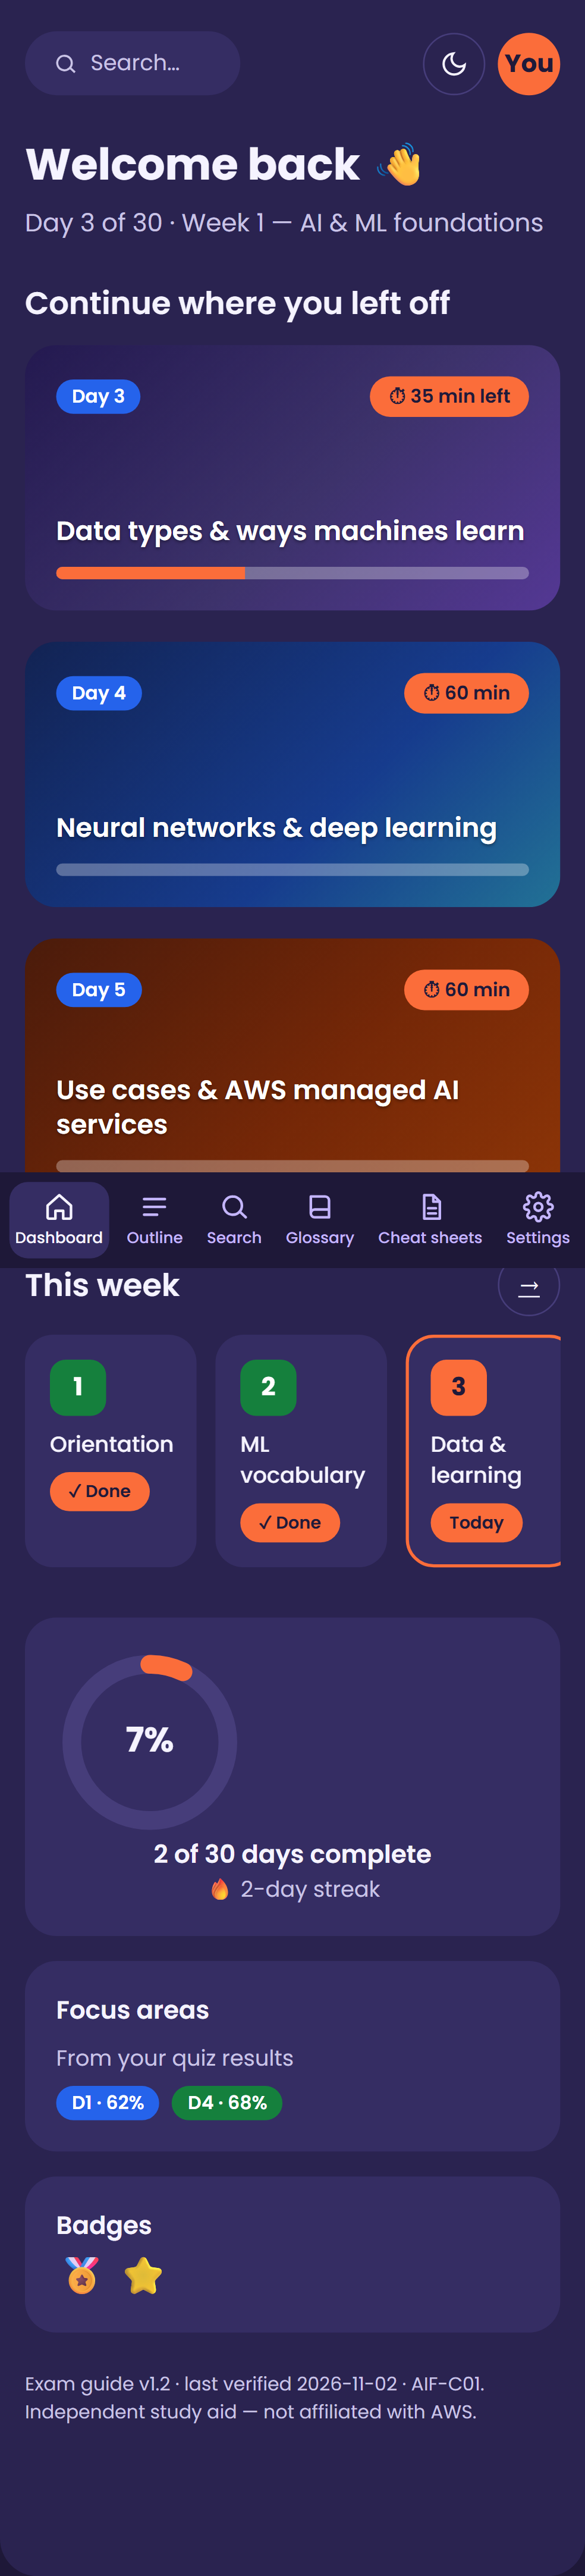 Search...
You
Welcome back 👋
Day 3 of 30 · Week 1 — AI & ML foundations
Continue where you left off
Day 3
⏱ 35 min left
Data types & ways machines learn
Day 4
⏱ 60 min
Neural networks & deep learning
Day 5
⏱ 60 min
Use cases & AWS managed AI
services
Dashboard
Outline
Search
Glossary
Cheat sheets
Settings
This week
→
1
Orientation
✓ Done
2
ML
vocabulary
✓ Done
3
Data &
learning
Today
7%
2 of 30 days complete
🔥 2-day streak
Focus areas
From your quiz results
D1 · 62%
D4 · 68%
Badges
Exam guide v1.2 · last verified 2026-11-02 · AIF-C01.
Independent study aid — not affiliated with AWS.